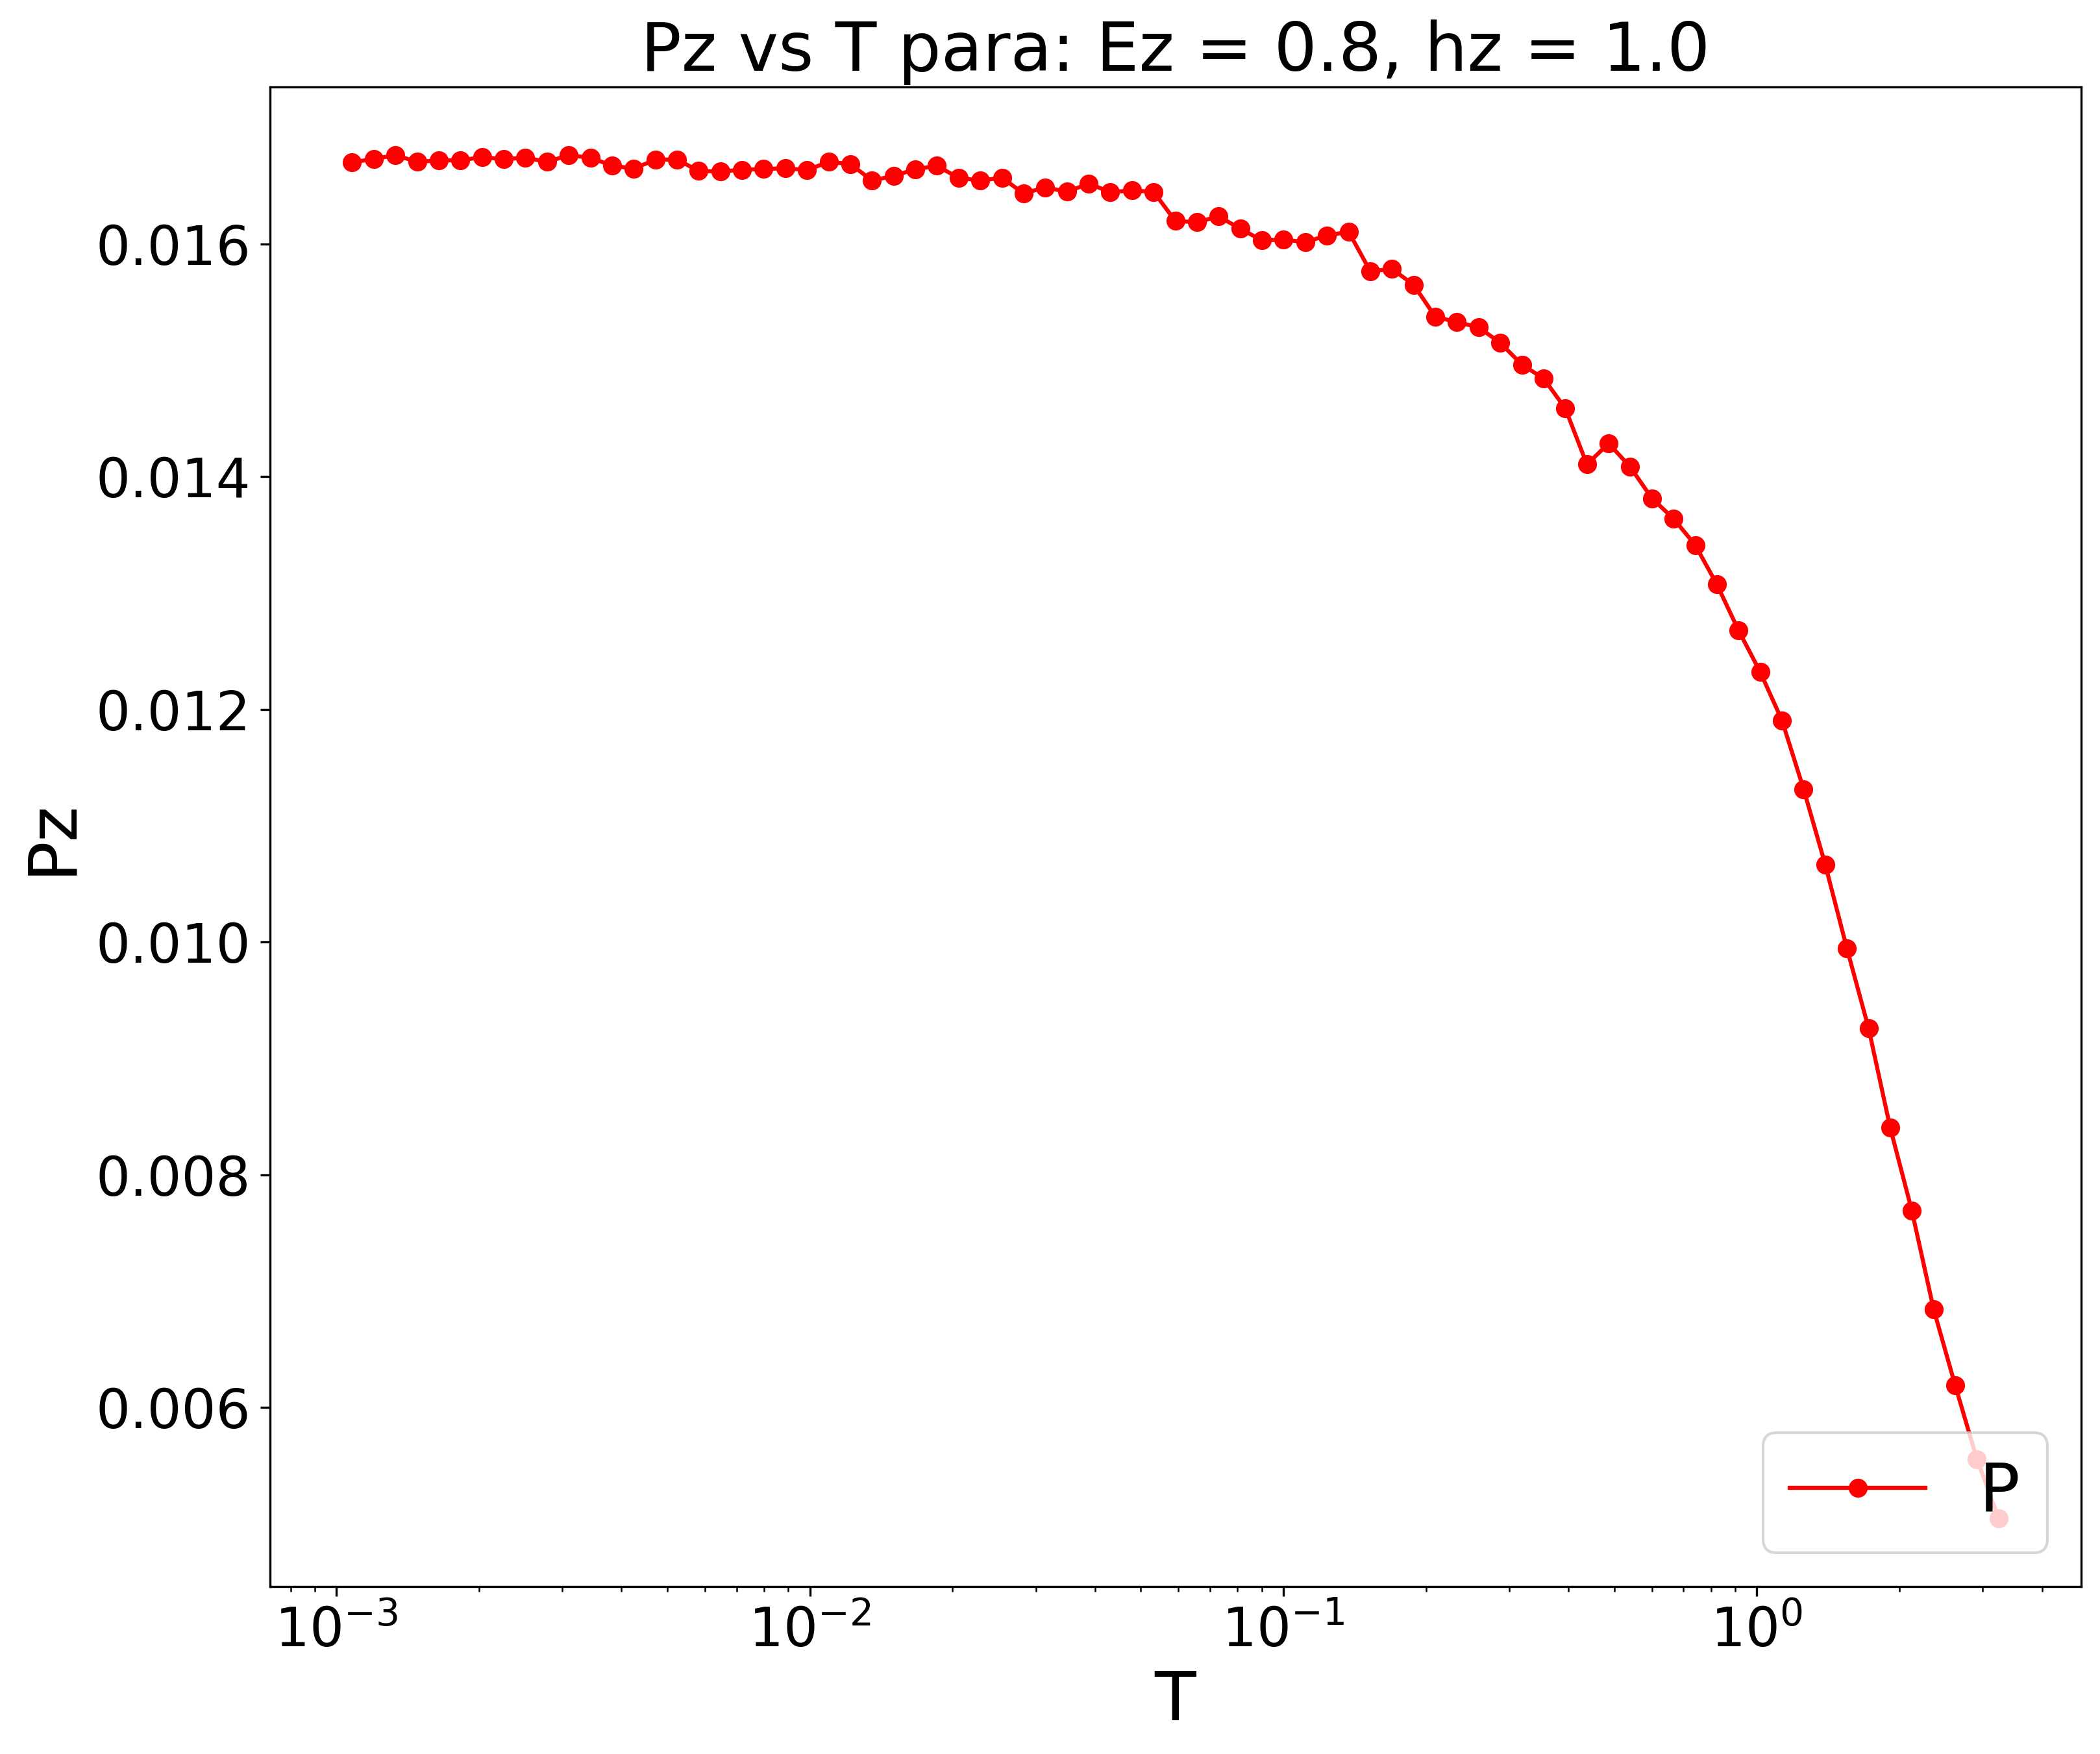 Pz vs T para: Ez = 0.8, hz = 1.0
Pz
0.016
0.014
0.012
0.010
0.008
0.006
P
10⁻³ 10⁻² 10⁻¹ 10⁰
T